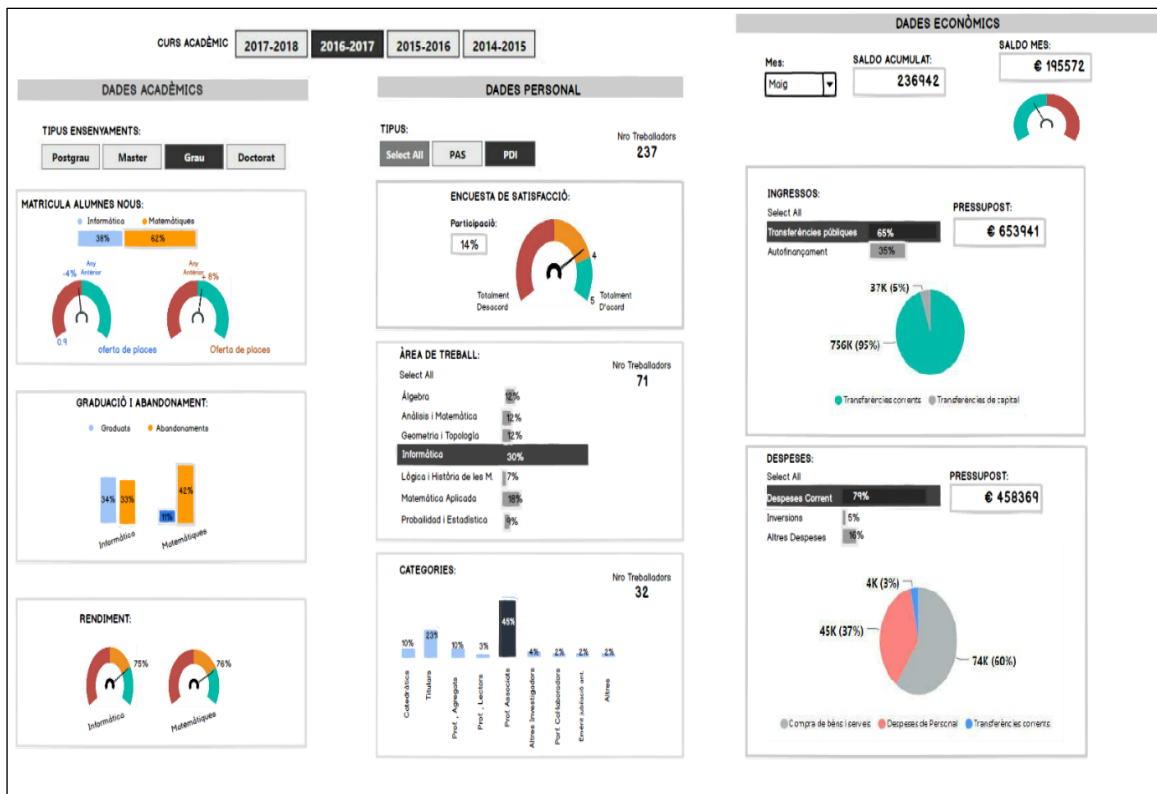 CURS ACADÈMIC
2017-2018
2016-2017
2015-2016
2014-2015
DADES ACADÈMICS
TIPUS ENSENYAMENTS:
Postgrau
Master
Grau
Doctorat
MATRICULA ALUMNES NOUS:
Informàtica
Matemàtiques
38%
62%
-4%
Any
Anterior
Any
Anterior
+ 8%
0.9
oferta de places
Oferta de places
GRADUACIÓ I ABANDONAMENT:
Graduats
Abandonaments
34%
33%
11%
42%
Informàtica
Matemàtiques
RENDIMENT:
75%
76%
Informàtica
Matemàtiques
DADES PERSONAL
TIPUS:
Select All
PAS
PDI
Nro Treballadors
237
ENCUESTA DE SATISFACCIÓ:
Participació:
14%
4
5
Totalment
Desacord
Totalment
D'acord
ÀREA DE TREBALL:
Nro Treballadors
71
Select All
Álgebra 12%
Anàlisis i Matemàtica 12%
Geometria i Topologia 12%
Informàtica 30%
Lógica i História de les M. 7%
Matemàtica Aplicada 18%
Probailidad i Estadística 9%
CATEGORIES:
Nro Treballadors
32
10%
23%
10%
3%
45%
4%
2%
2%
2%
Catedràtics
Titulars
Prof. , Agregats
Prof. , Lectors
Prof. Associats
Altres Investigadors
Porf. Col·laboradors
Emèrit jubilació ant.
Altres
DADES ECONÒMICS
Mes:
Maig
SALDO ACUMULAT:
236942
SALDO MES:
€ 195572
INGRESSOS:
Select All
Transferències públiques 65%
Autofinançament 35%
PRESSUPOST:
€ 653941
37K (5%)
756K (95%)
Transferències corrents
Transferències de capital
DESPESES:
Select All
Despeses Corrent 79%
Inversions 5%
Altres Despeses 16%
PRESSUPOST:
€ 458369
4K (3%)
45K (37%)
74K (60%)
Compra de bèns i serveis
Despeses de Personal
Transferències corrents